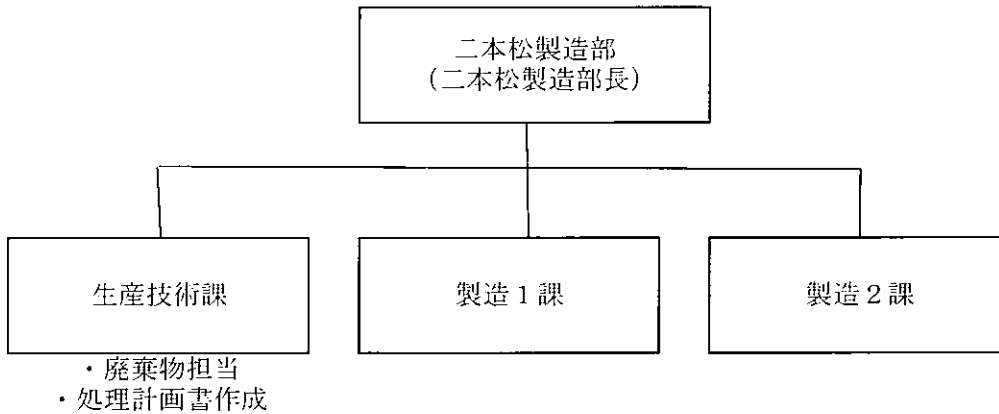 二本松製造部
(二本松製造部長)
生産技術課
製造1課
製造2課
・廃棄物担当
・処理計画書作成